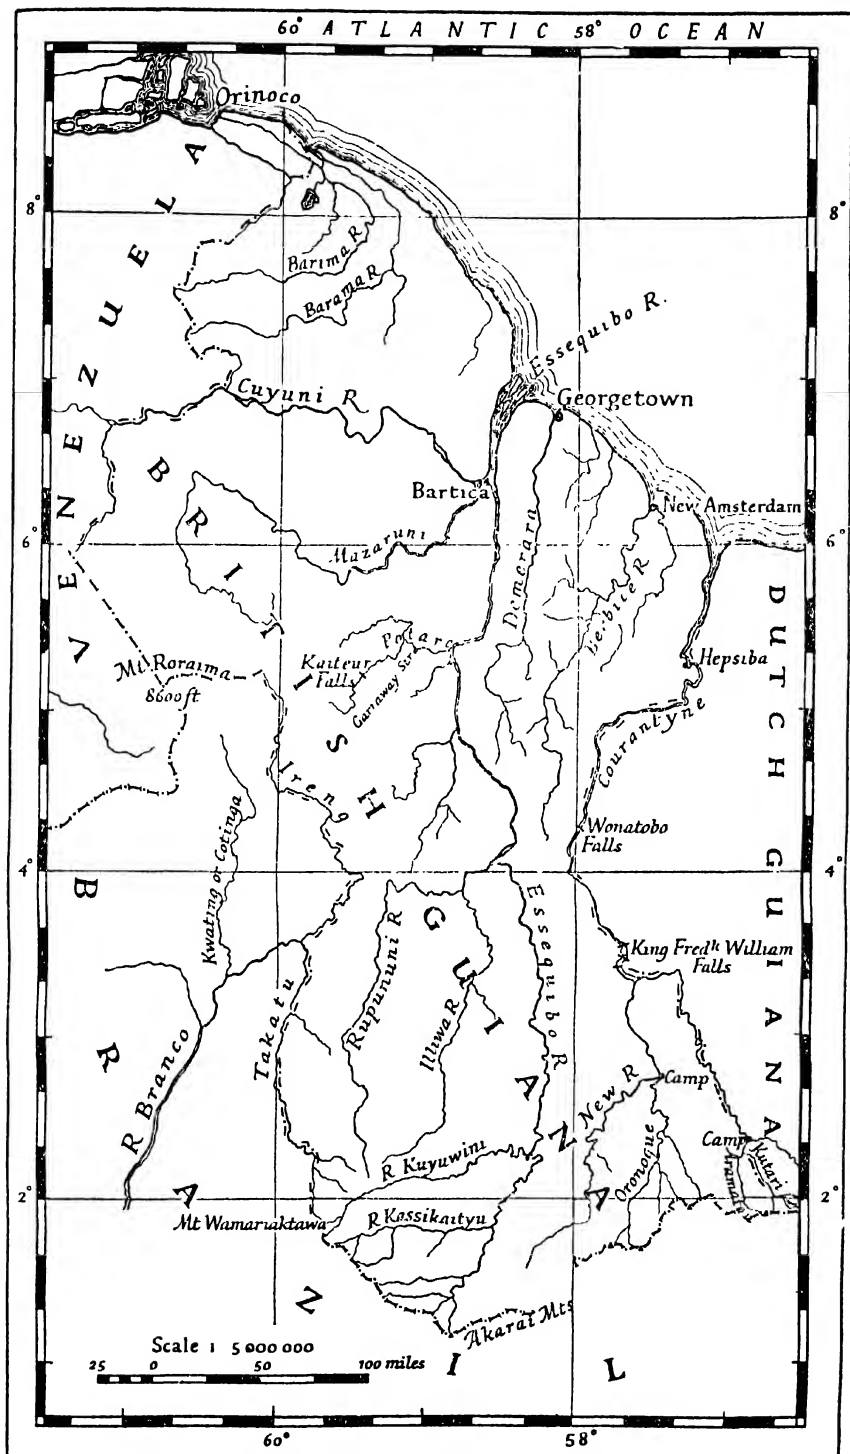 60° ATLANTIC 58° OCEAN
Orinoco
VENEZUELA
8°
8°
Barima R
Barama R
Essequibo R.
Cuyuni R
Georgetown
Bartica
New Amsterdam
BRITISH GUIANA
6°
Mazaruni
Demerara
6°
Berbice R
DUTCH GUIANA
Potaro
Kaiteur
Falls
Mt. Roraima
8600 ft
Hepsiba
Courantyne
Ireng
Kwating or Cotinga
Wonatobo
Falls
4°
4°
BRAZIL
Rupununi R
Essequibo R
King Fredk William
Falls
Takatu
Illiwa R
R Branco
New R
Camp
Camp
R Kuyuwini
Oronoque
Kutari
2°
2°
Mt Wamariaktawa
R Kassikaityu
Akarai Mts
Scale 1 5 000 000
25 0 50 100 miles
60° 58°